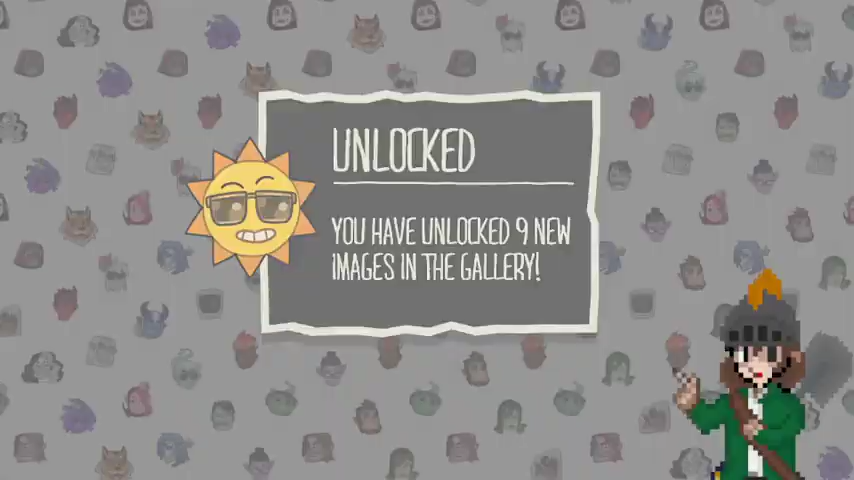 UNLOCKED
YOU HAVE UNLOCKED 9 NEW
IMAGES IN THE GALLERY!